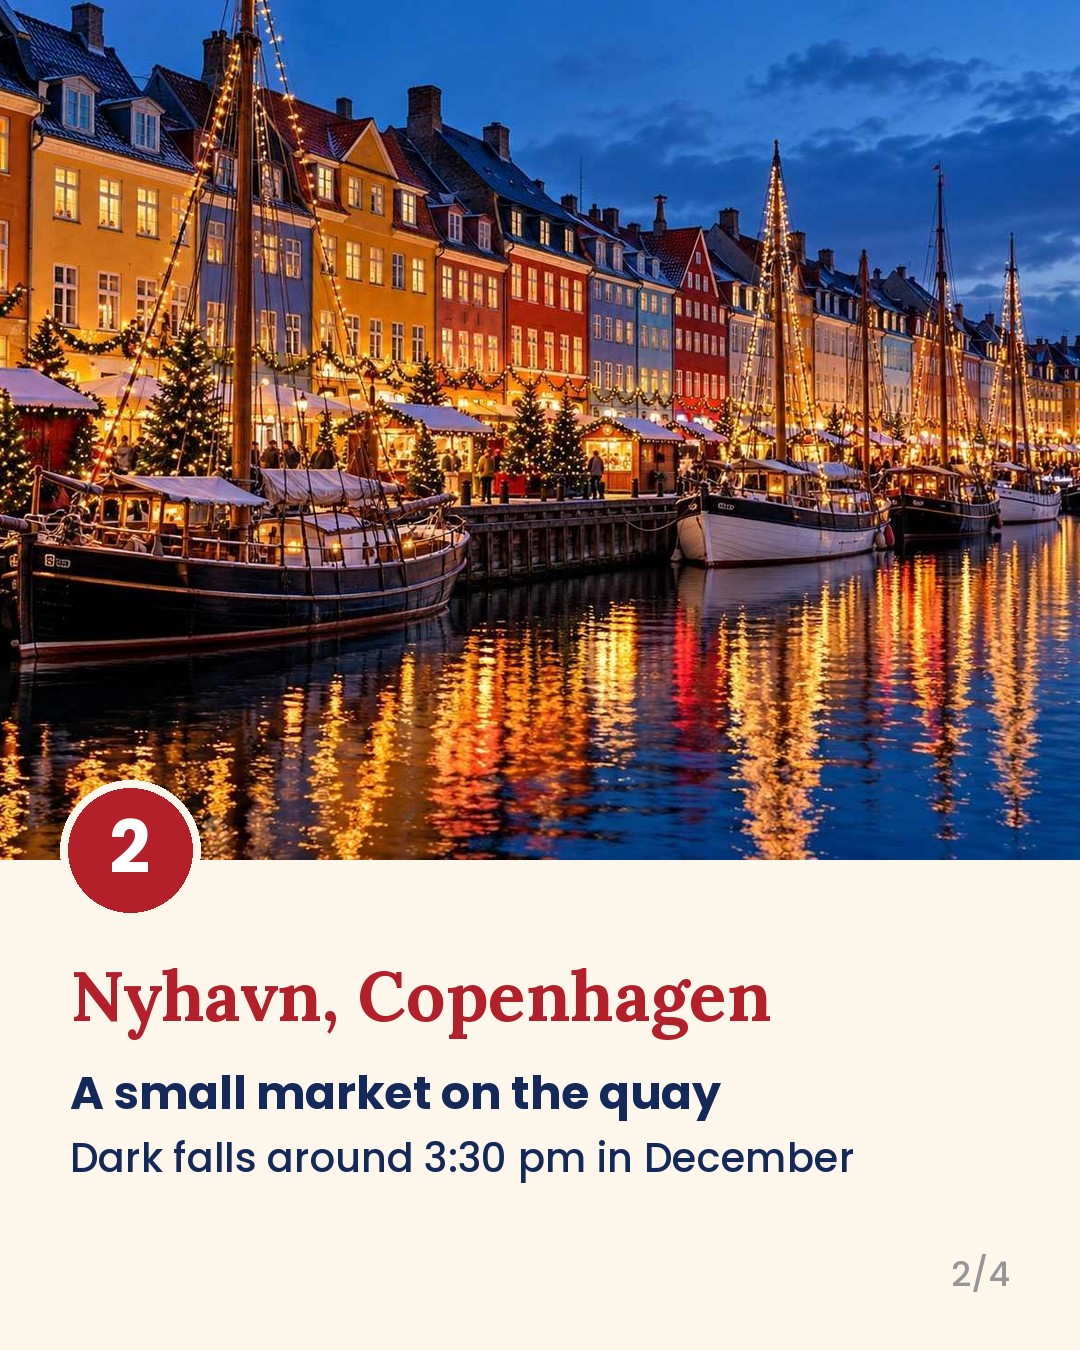 2
Nyhavn, Copenhagen
A small market on the quay
Dark falls around 3:30 pm in December
2/4